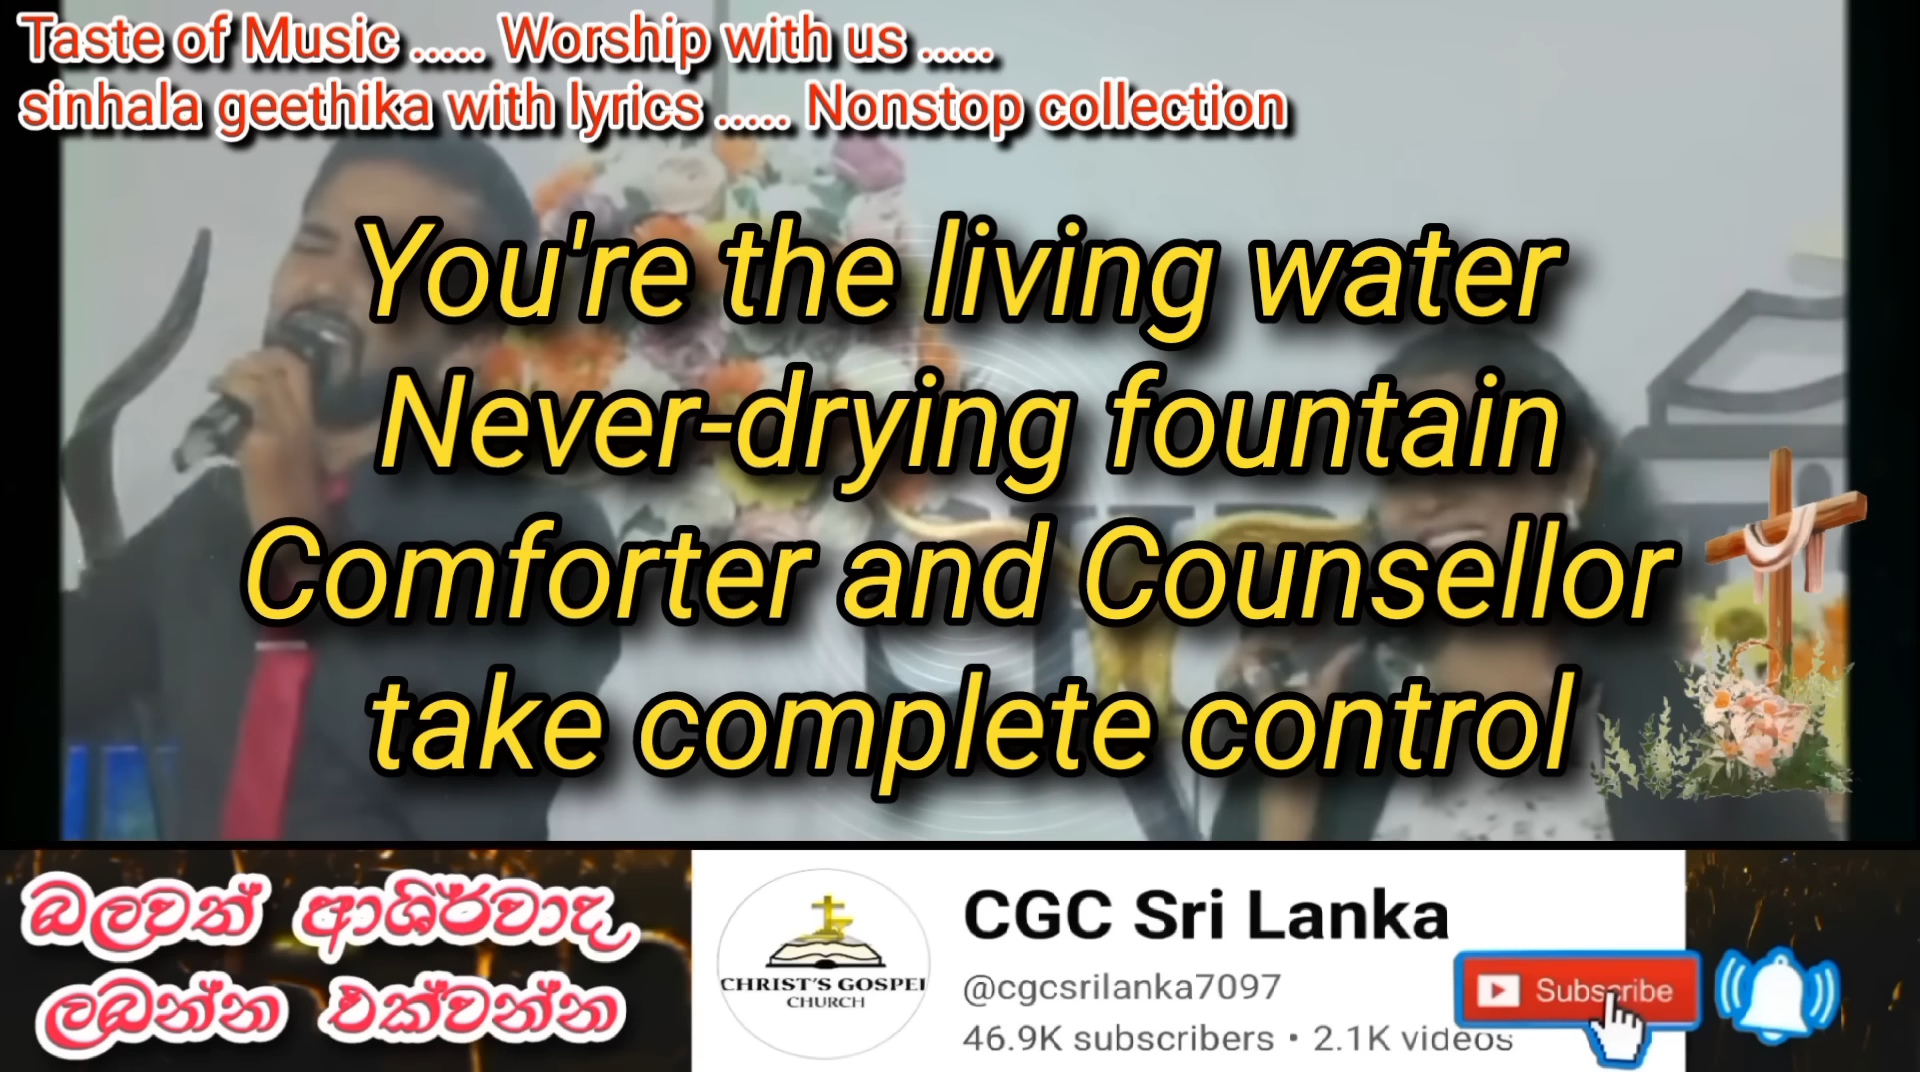 Taste of Music ..... Worship with us .....
sinhala geethika with lyrics ..... Nonstop collection
You're the living water
Never-drying fountain
Comforter and Counsellor
take complete control
බලවත් ආශිර්වාද
ලබන්න එක්වන්න
CHRIST'S GOSPEL
CHURCH
CGC Sri Lanka
@cgcsrilanka7097
46.9K subscribers • 2.1K videos
Subscribe